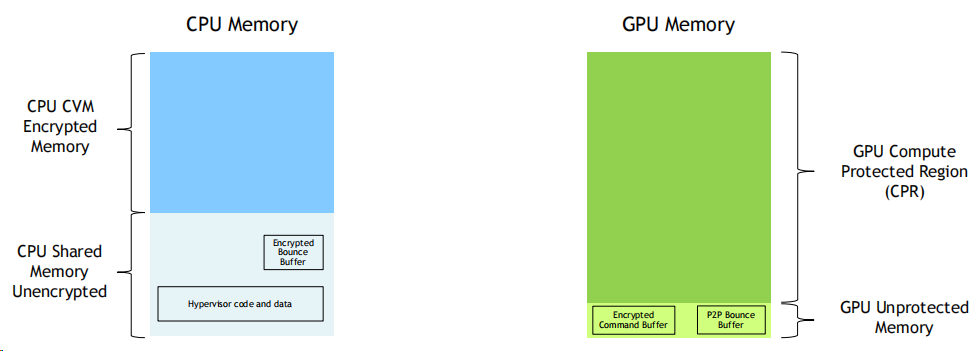 CPU Memory
GPU Memory
CPU CVM
Encrypted
Memory
GPU Compute
Protected Region
(CPR)
CPU Shared
Memory
Unencrypted
Encrypted
Bounce
Buffer
Hypervisor code and data
Encrypted
Command Buffer
P2P Bounce
Buffer
GPU Unprotected
Memory